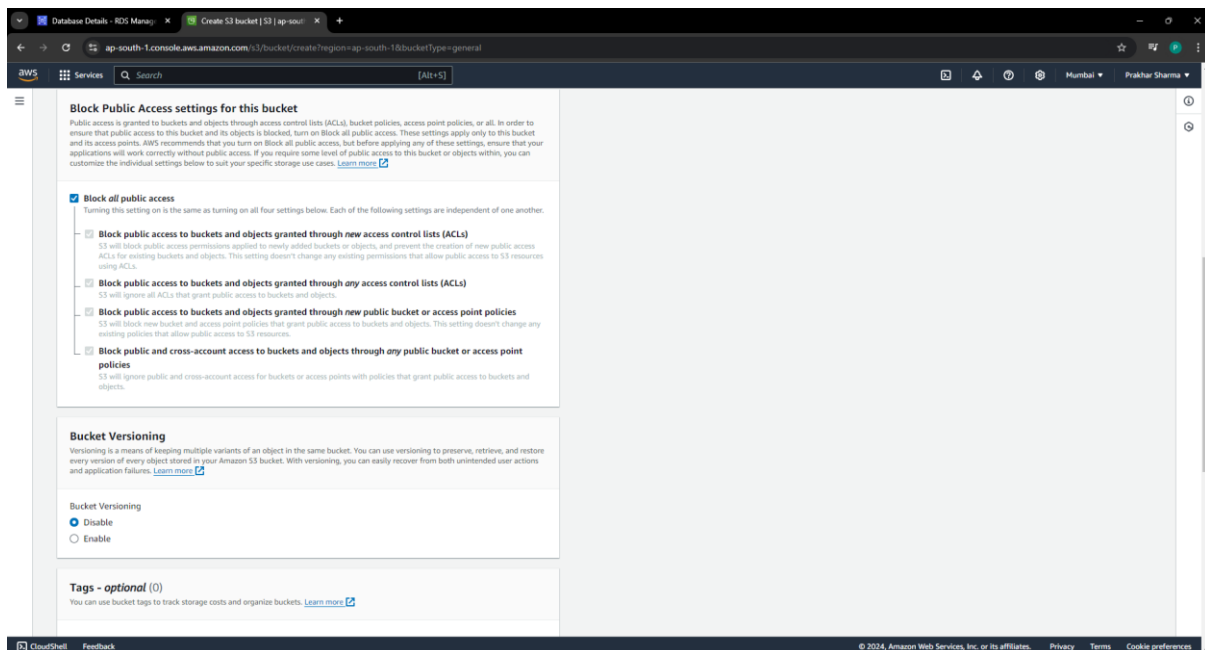 Database Details - RDS Manag
Create S3 bucket | S3 | ap-sout
ap-south-1.console.aws.amazon.com/s3/bucket/create?region=ap-south-1&bucketType=general
aws
Services
Search
[Alt+S]
Mumbai
Prakhar Sharma
Block Public Access settings for this bucket
Public access is granted to buckets and objects through access control lists (ACLs), bucket policies, access point policies, or all. In order to
ensure that public access to this bucket and its objects is blocked, turn on Block all public access. These settings apply only to this bucket
and its access points. AWS recommends that you turn on Block all public access, but before applying any of these settings, ensure that your
applications will work correctly without public access. If you require some level of public access to this bucket or objects within, you can
customize the individual settings below to suit your specific storage use cases. Learn more
Block all public access
Turning this setting on is the same as turning on all four settings below. Each of the following settings are independent of one another.
Block public access to buckets and objects granted through new access control lists (ACLs)
S3 will block public access permissions applied to newly added buckets or objects, and prevent the creation of new public access
ACLs for existing buckets and objects. This setting doesn't change any existing permissions that allow public access to S3 resources
using ACLs.
Block public access to buckets and objects granted through any access control lists (ACLs)
S3 will ignore all ACLs that grant public access to buckets and objects.
Block public access to buckets and objects granted through new public bucket or access point policies
S3 will block new bucket and access point policies that grant public access to buckets and objects. This setting doesn't change any
existing policies that allow public access to S3 resources.
Block public and cross-account access to buckets and objects through any public bucket or access point
policies
S3 will ignore public and cross-account access for buckets or access points with policies that grant public access to buckets and
objects.
Bucket Versioning
Versioning is a means of keeping multiple variants of an object in the same bucket. You can use versioning to preserve, retrieve, and restore
every version of every object stored in your Amazon S3 bucket. With versioning, you can easily recover from both unintended user actions
and application failures. Learn more
Bucket Versioning
Disable
Enable
Tags - optional (0)
You can use bucket tags to track storage costs and organize buckets. Learn more
CloudShell
Feedback
© 2024, Amazon Web Services, Inc. or its affiliates.
Privacy
Terms
Cookie preferences